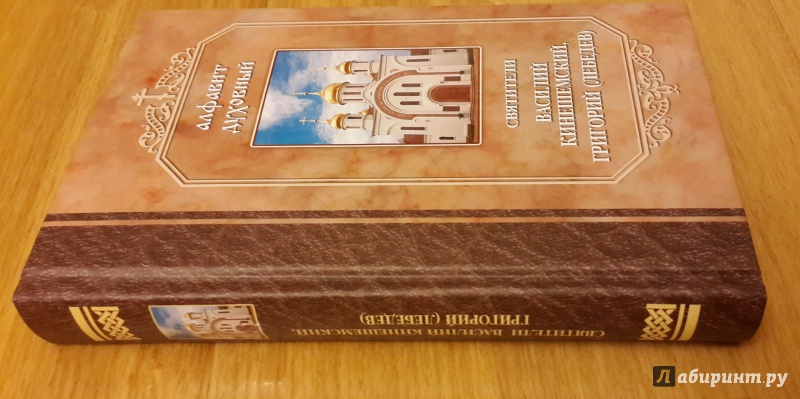 АЛФАВИТ
ДУХОВНЫЙ
СВЯТИТЕЛИ
ВАСИЛИЙ
КИНЕШЕМСКИЙ,
ГРИГОРИЙ (ЛЕБЕДЕВ)
СВЯТИТЕЛИ ВАСИЛИЙ КИНЕШЕМСКИЙ,
ГРИГОРИЙ (ЛЕБЕДЕВ)
Лабиринт.ру